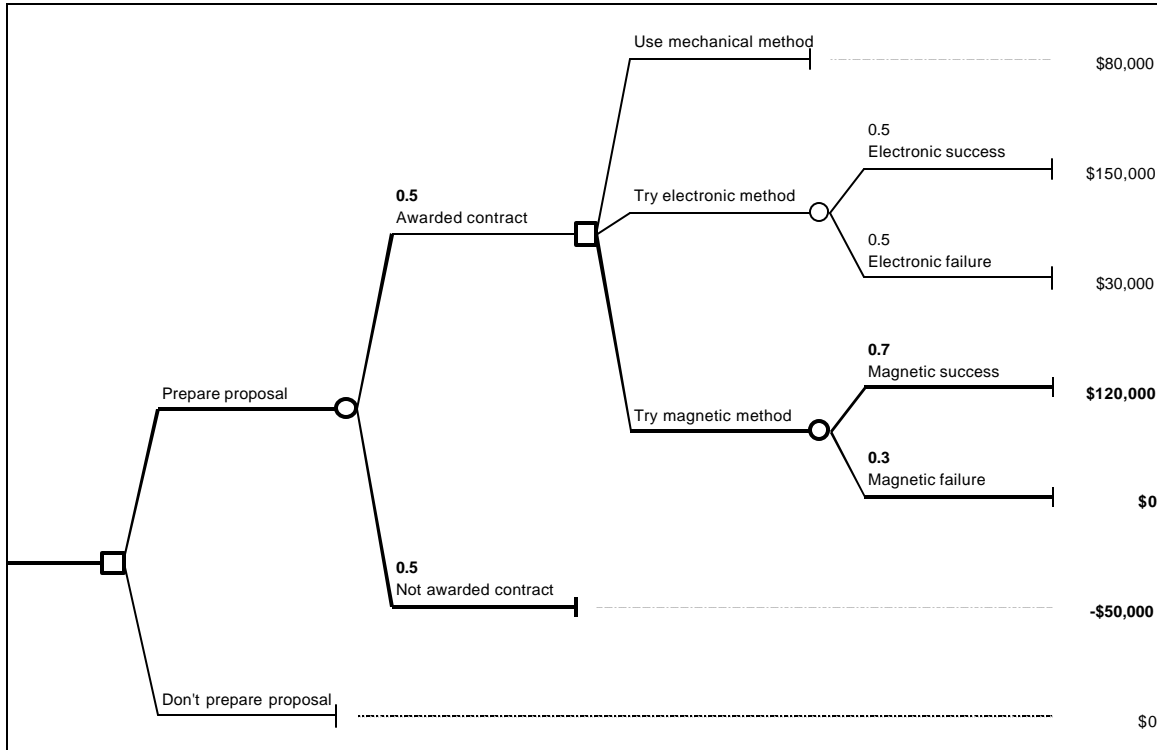 Use mechanical method
$80,000
0.5
Electronic success
$150,000
0.5
Awarded contract
Try electronic method
0.5
Electronic failure
$30,000
0.7
Magnetic success
$120,000
Prepare proposal
Try magnetic method
0.3
Magnetic failure
$0
0.5
Not awarded contract
-$50,000
Don't prepare proposal
$0